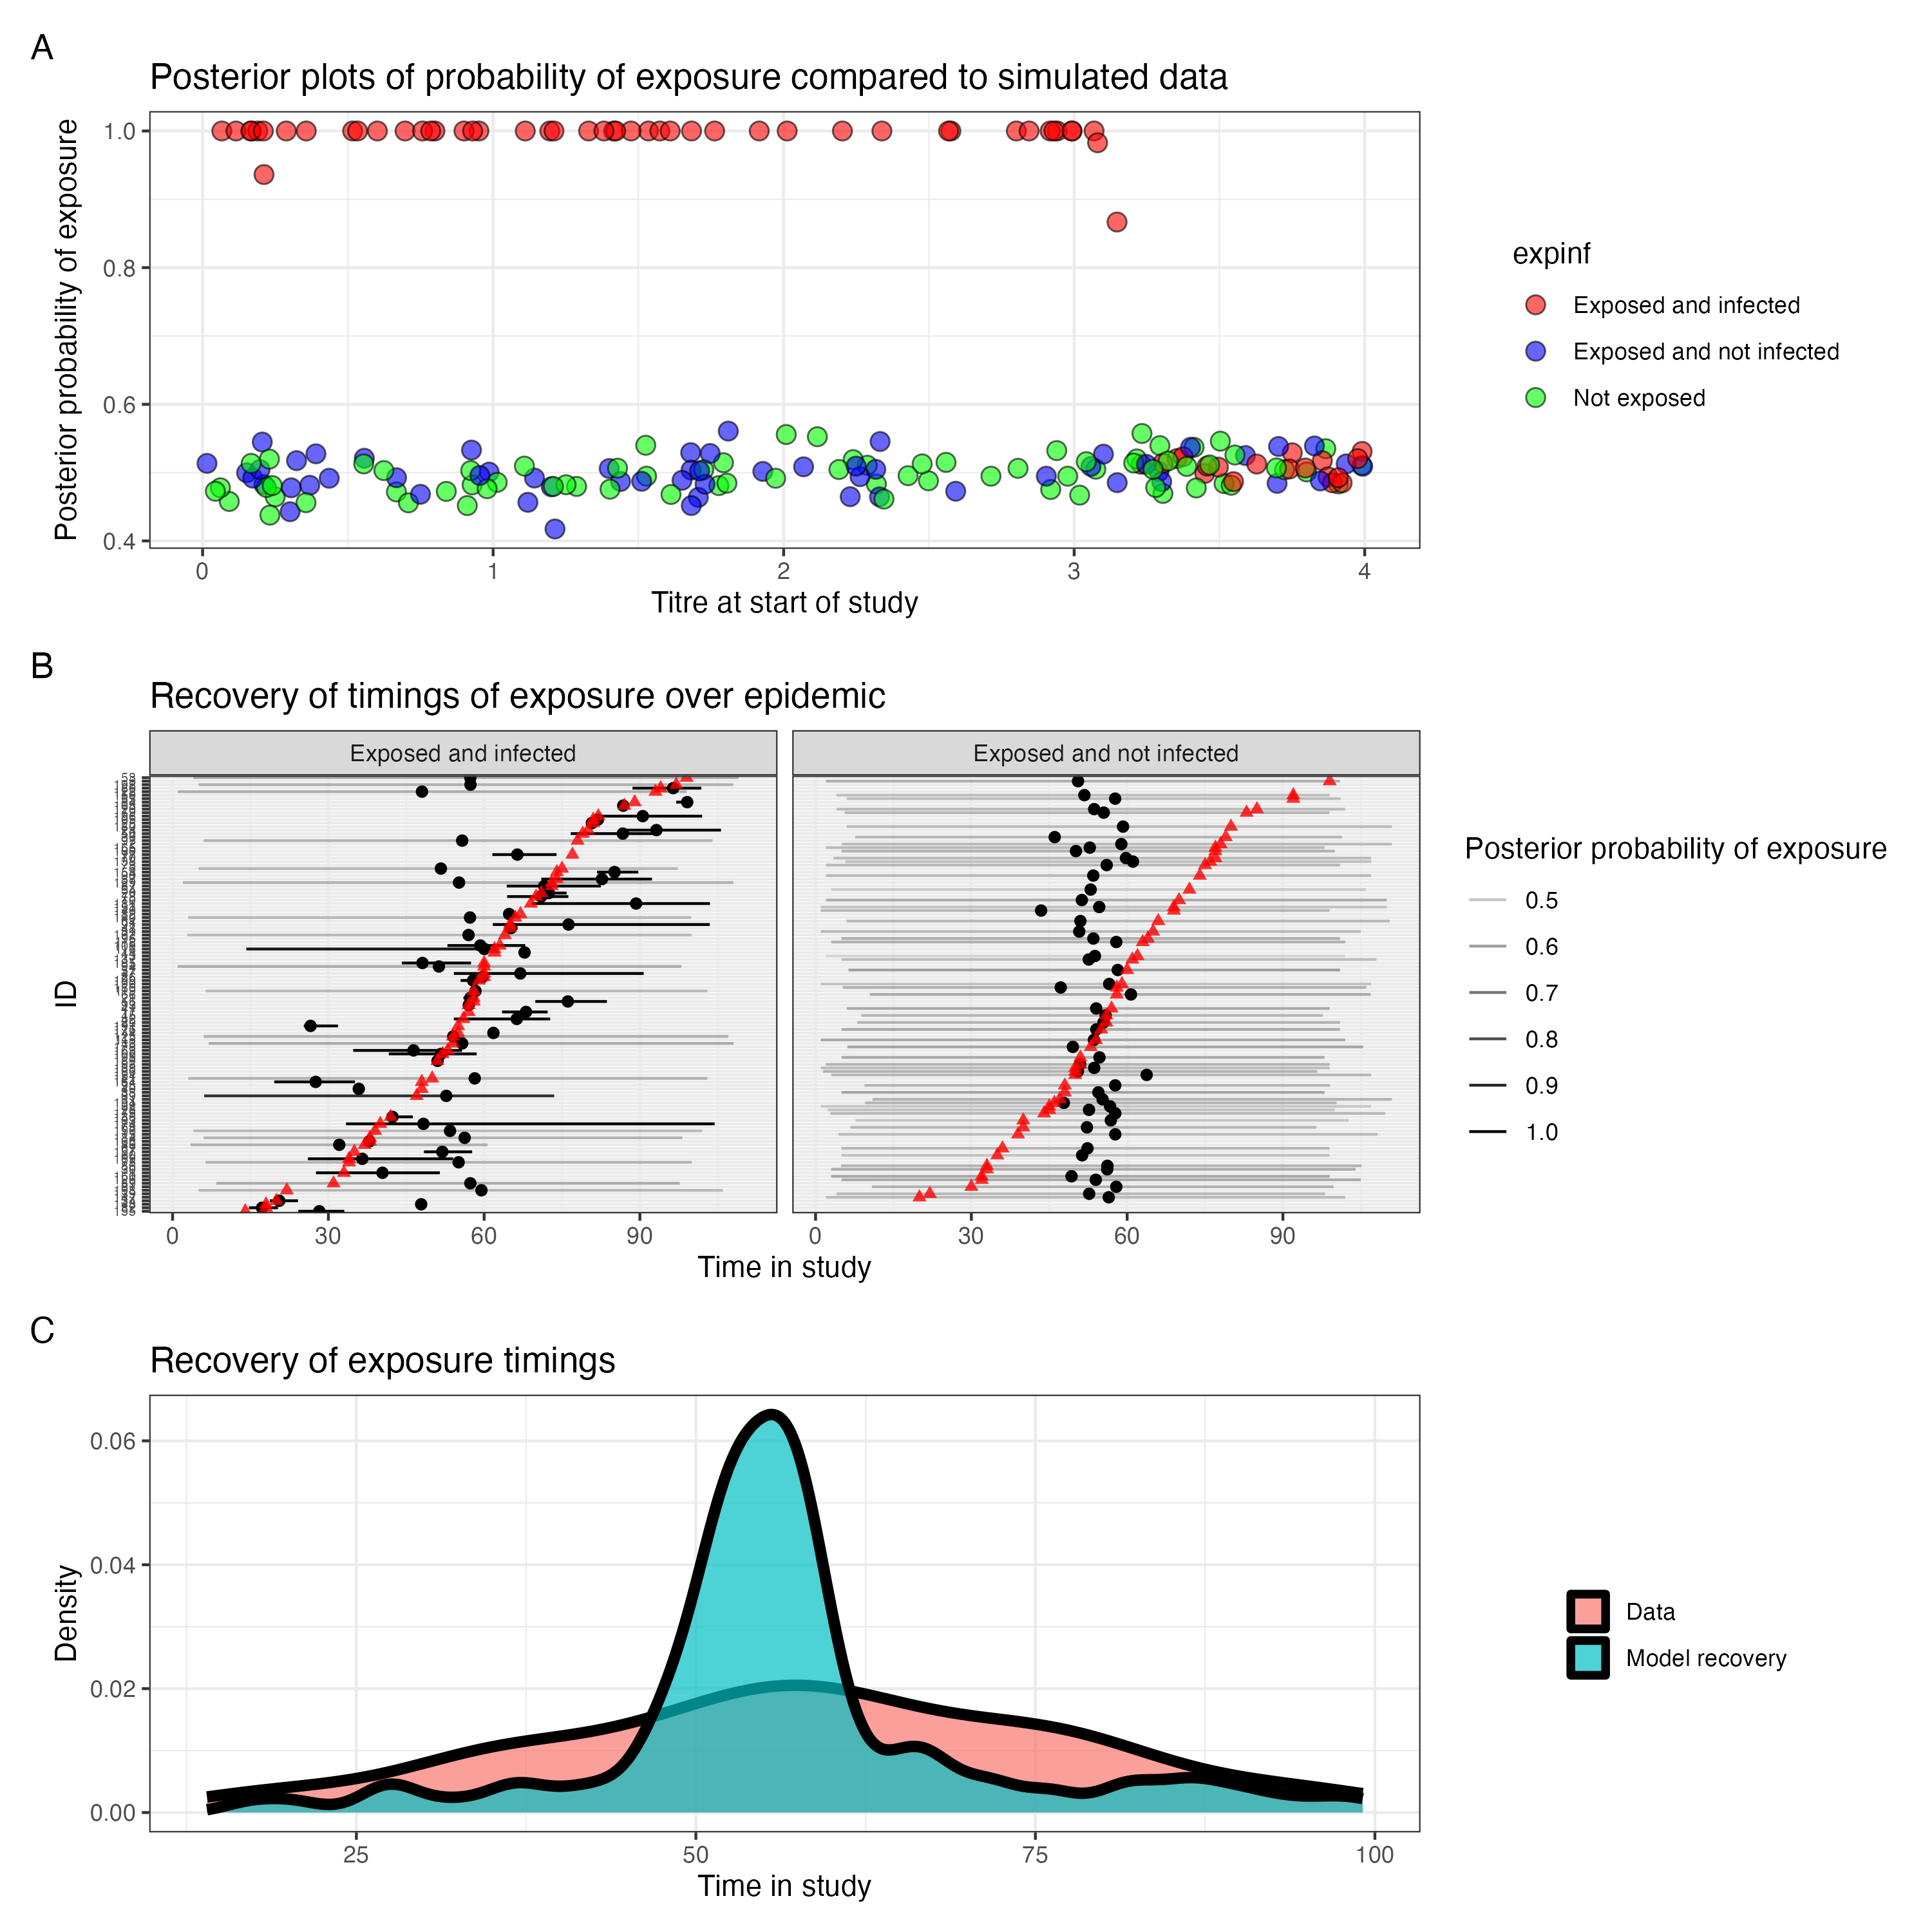 A
Posterior plots of probability of exposure compared to simulated data
Posterior probability of exposure
1.0
0.8
0.6
0.4
0
1
2
3
4
Titre at start of study
expinf
Exposed and infected
Exposed and not infected
Not exposed
B
Recovery of timings of exposure over epidemic
Exposed and infected
Exposed and not infected
ID
0
30
60
90
0
30
60
90
Time in study
Posterior probability of exposure
0.5
0.6
0.7
0.8
0.9
1.0
C
Recovery of exposure timings
Density
0.06
0.04
0.02
0.00
25
50
75
100
Time in study
Data
Model recovery